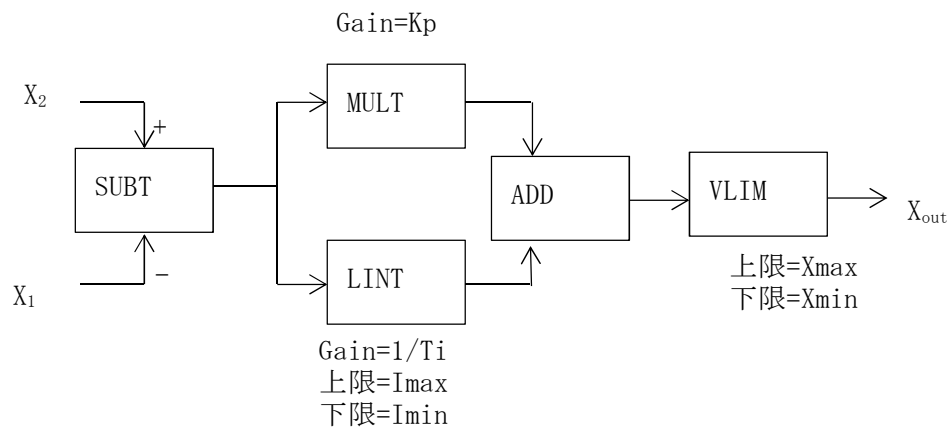 Gain=Kp
X₂
+
MULT
SUBT
ADD
VLIM
Xout
X₁
−
LINT
上限=Xmax
下限=Xmin
Gain=1/Ti
上限=Imax
下限=Imin